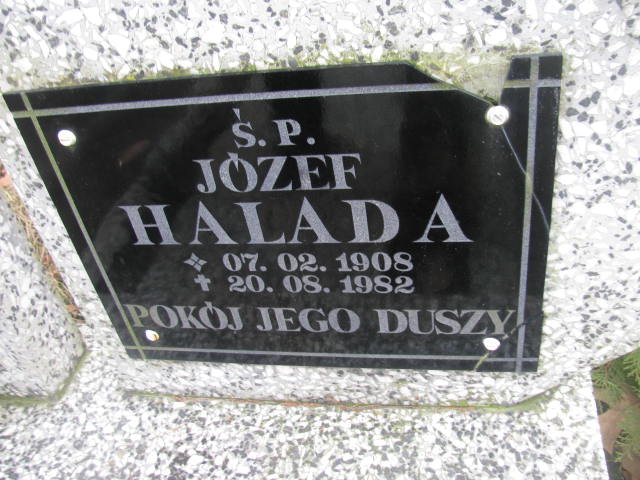 Ś.P.
JÓZEF
HALADA
07. 02. 1908
20. 08. 1982
POKÓJ JEGO DUSZY